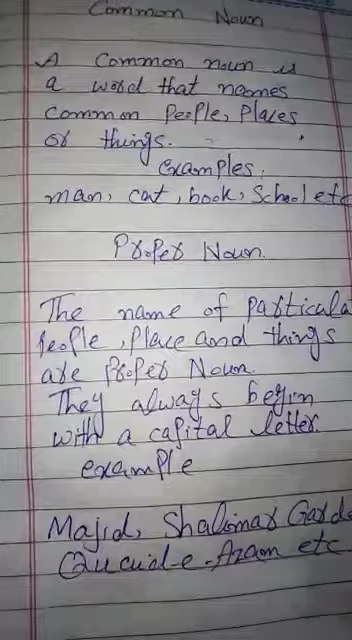 Common Noun
A Common noun is
a word that names
common People, Places
or things.
examples.
man, cat, book, School etc
Proper Noun.
The name of particula
People, Place and things
are Proper Noun.
They always begin
with a capital letter
example
Majid, Shalimar Gard
Quaid-e-Azam etc